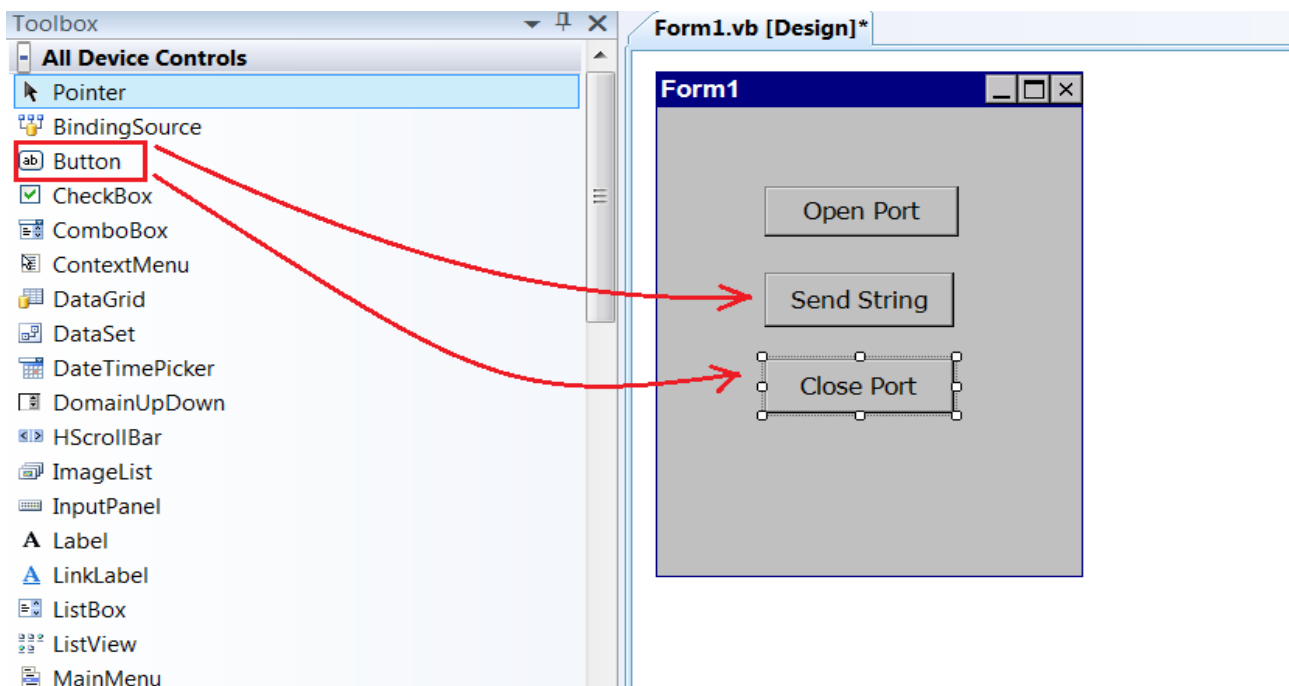 Toolbox
All Device Controls
Pointer
BindingSource
Button
CheckBox
ComboBox
ContextMenu
DataGrid
DataSet
DateTimePicker
DomainUpDown
HScrollBar
ImageList
InputPanel
Label
LinkLabel
ListBox
ListView
MainMenu
Form1.vb [Design]*
Form1
Open Port
Send String
Close Port